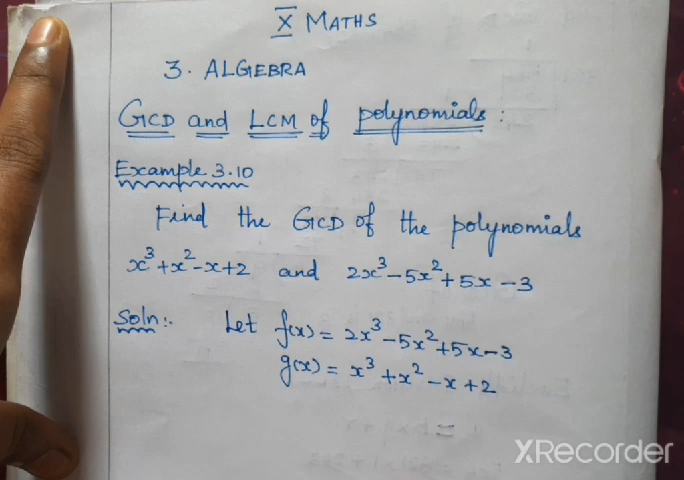 X MATHS
3. ALGEBRA
GCD and LCM of polynomials :
Example 3.10
Find the GCD of the polynomials
x³+x²-x+2 and 2x³-5x²+5x-3
Soln:. Let f(x) = 2x³-5x²+5x-3
g(x) = x³+x²-x+2
=
XRecorder